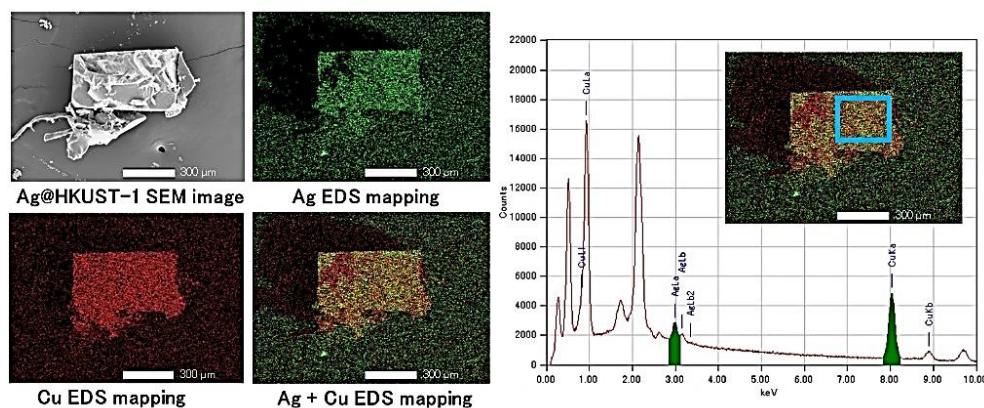 300 µm
Ag@HKUST-1 SEM image
300 µm
Ag EDS mapping
300 µm
Cu EDS mapping
300 µm
Ag + Cu EDS mapping
22000
20000
18000
16000
14000
12000
10000
8000
6000
4000
2000
0
Counts
CuLa
CuLl
AgLa
AgLb
AgLb2
CuKa
CuKb
300 µm
0.00 1.00 2.00 3.00 4.00 5.00 6.00 7.00 8.00 9.00 10.00
keV